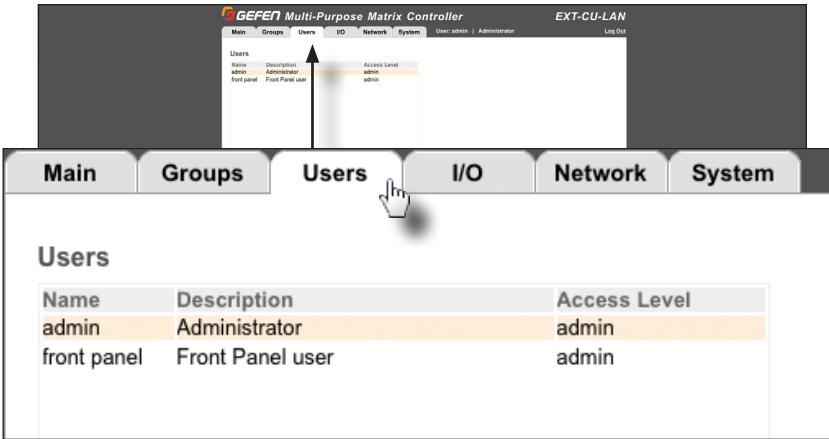 GEFEN Multi-Purpose Matrix Controller EXT-CU-LAN
Main Groups Users I/O Network System User: admin | Administrator Log Out
Users
Name Description Access Level
admin Administrator admin
front panel Front Panel user admin
Main Groups Users I/O Network System
Users
Name Description Access Level
admin Administrator admin
front panel Front Panel user admin